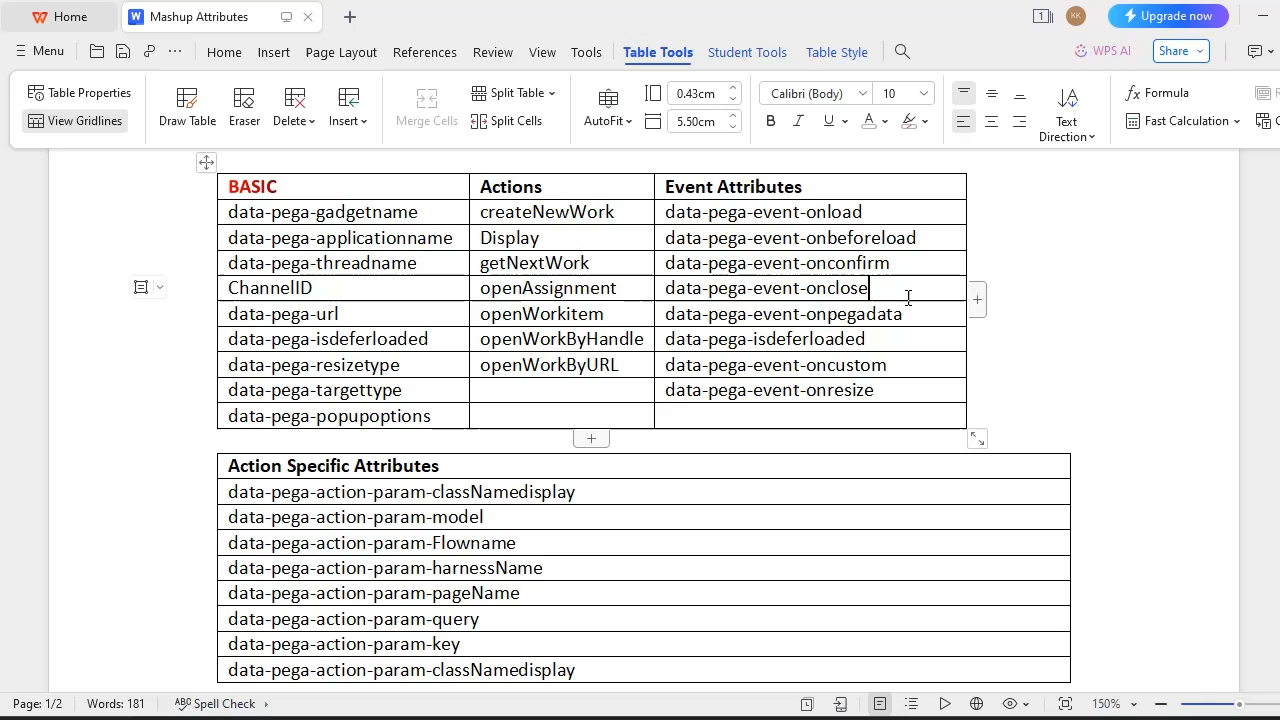 Home
Mashup Attributes
1
KK
Upgrade now
Menu
Home Insert Page Layout References Review View Tools Table Tools Student Tools Table Style
WPS AI
Share
Table Properties
View Gridlines
Draw Table
Eraser
Delete
Insert
Merge Cells
Split Table
Split Cells
AutoFit
0.43cm
5.50cm
Calibri (Body) 10
B I U A
Text
Direction
fx Formula
Fast Calculation
BASIC Actions Event Attributes
data-pega-gadgetname createNewWork data-pega-event-onload
data-pega-applicationname Display data-pega-event-onbeforeload
data-pega-threadname getNextWork data-pega-event-onconfirm
ChannelID openAssignment data-pega-event-onclose
data-pega-url openWorkitem data-pega-event-onpegadata
data-pega-isdeferloaded openWorkByHandle data-pega-isdeferloaded
data-pega-resizetype openWorkByURL data-pega-event-oncustom
data-pega-targettype data-pega-event-onresize
data-pega-popupoptions
Action Specific Attributes
data-pega-action-param-classNamedisplay
data-pega-action-param-model
data-pega-action-param-Flowname
data-pega-action-param-harnessName
data-pega-action-param-pageName
data-pega-action-param-query
data-pega-action-param-key
data-pega-action-param-classNamedisplay
Page: 1/2 Words: 181 ABC Spell Check 150%